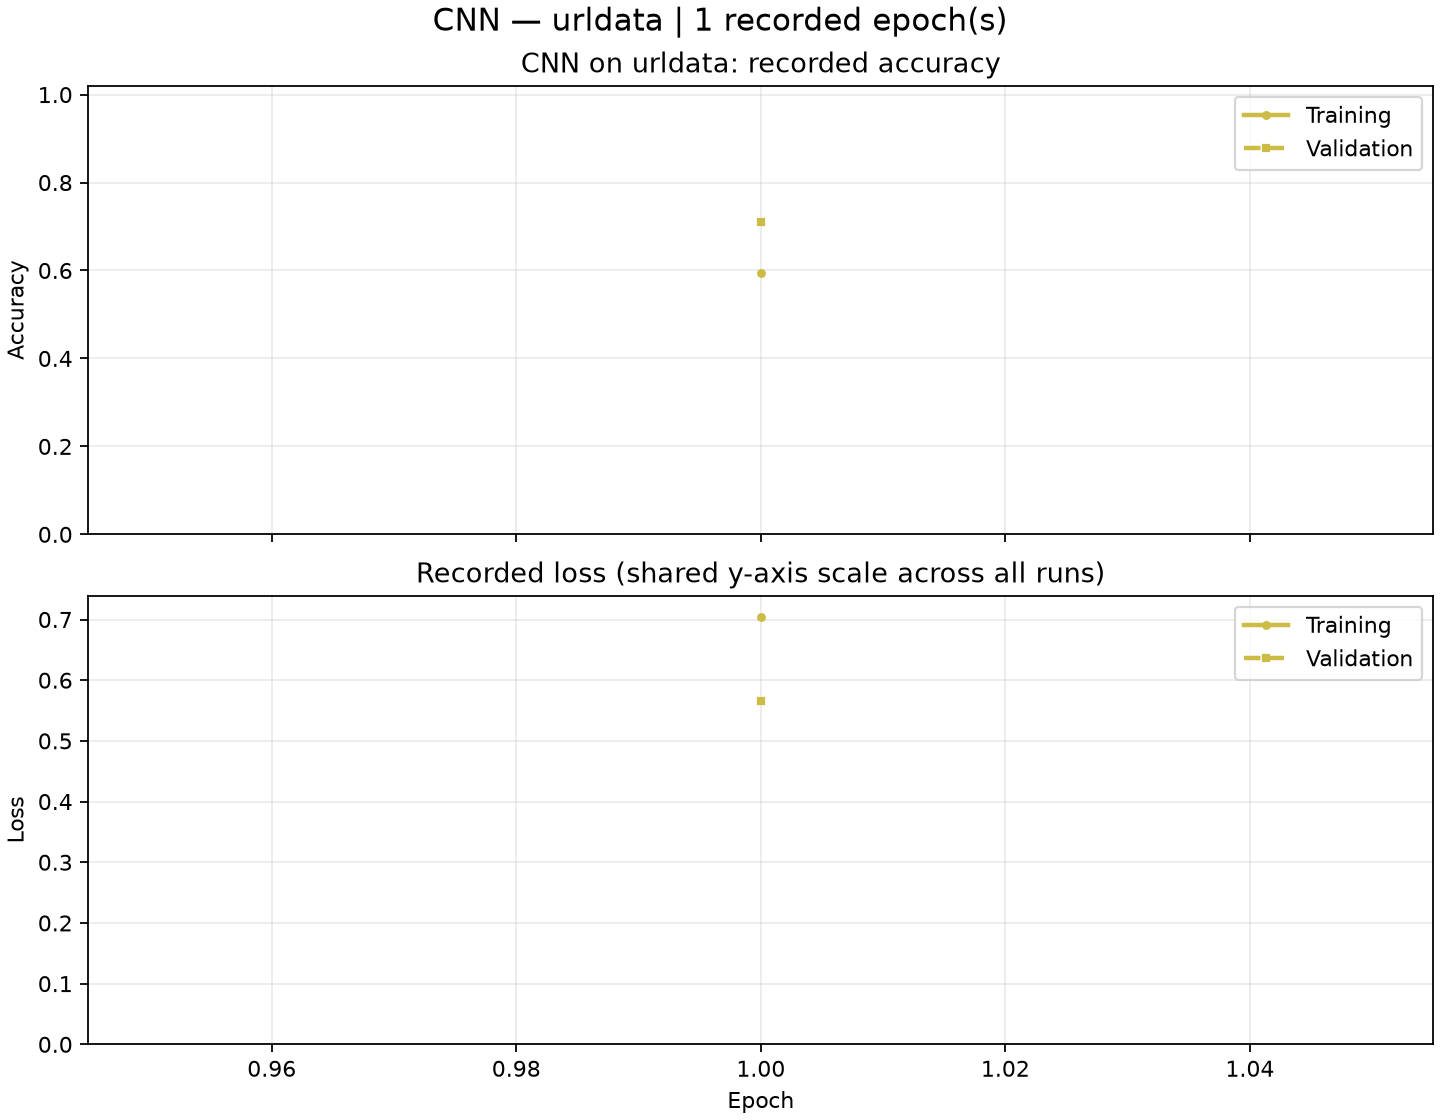 CNN — urldata | 1 recorded epoch(s)
CNN on urldata: recorded accuracy
1.0
0.8
0.6
0.4
0.2
0.0
Accuracy
Training
Validation
Recorded loss (shared y-axis scale across all runs)
0.7
0.6
0.5
0.4
0.3
0.2
0.1
0.0
Loss
Training
Validation
0.96 0.98 1.00 1.02 1.04
Epoch